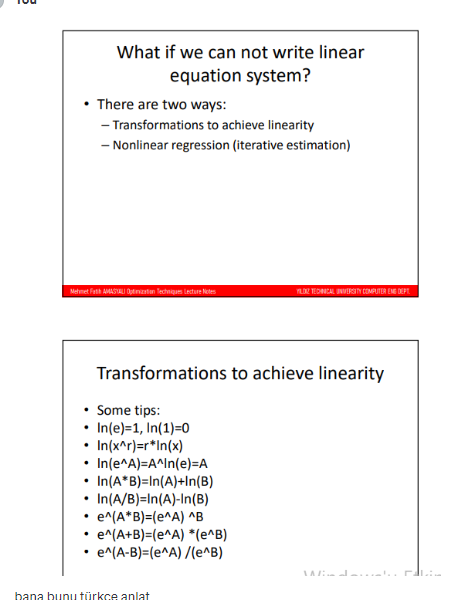 You
What if we can not write linear
equation system?
• There are two ways:
– Transformations to achieve linearity
– Nonlinear regression (iterative estimation)
Mehmet Fatih AMASYALI Optimization Techniques Lecture Notes
YILDIZ TECHNICAL UNIVERSITY COMPUTER ENG DEPT.
Transformations to achieve linearity
• Some tips:
• ln(e)=1, ln(1)=0
• ln(x^r)=r*ln(x)
• ln(e^A)=A^ln(e)=A
• ln(A*B)=ln(A)+ln(B)
• ln(A/B)=ln(A)-ln(B)
• e^(A*B)=(e^A) ^B
• e^(A+B)=(e^A) *(e^B)
• e^(A-B)=(e^A) /(e^B)
bana bunu türkçe anlat